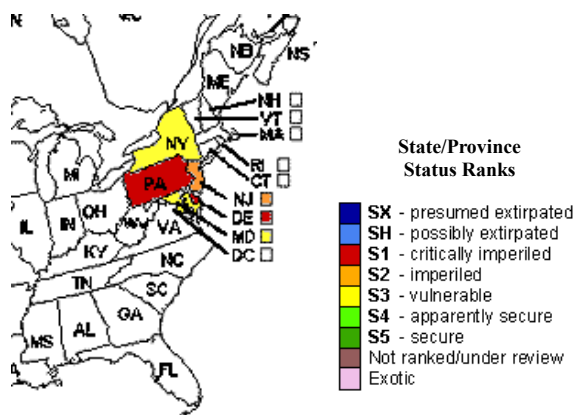 NB
NS
ME
NH
VT
MA
NY
RI
CT
MI
PA
NJ
OH
DE
IL
IN
WV
VA
MD
DC
KY
NC
TN
SC
MS
AL
GA
FL
State/Province
Status Ranks
SX - presumed extirpated
SH - possibly extirpated
S1 - critically imperiled
S2 - imperiled
S3 - vulnerable
S4 - apparently secure
S5 - secure
Not ranked/under review
Exotic